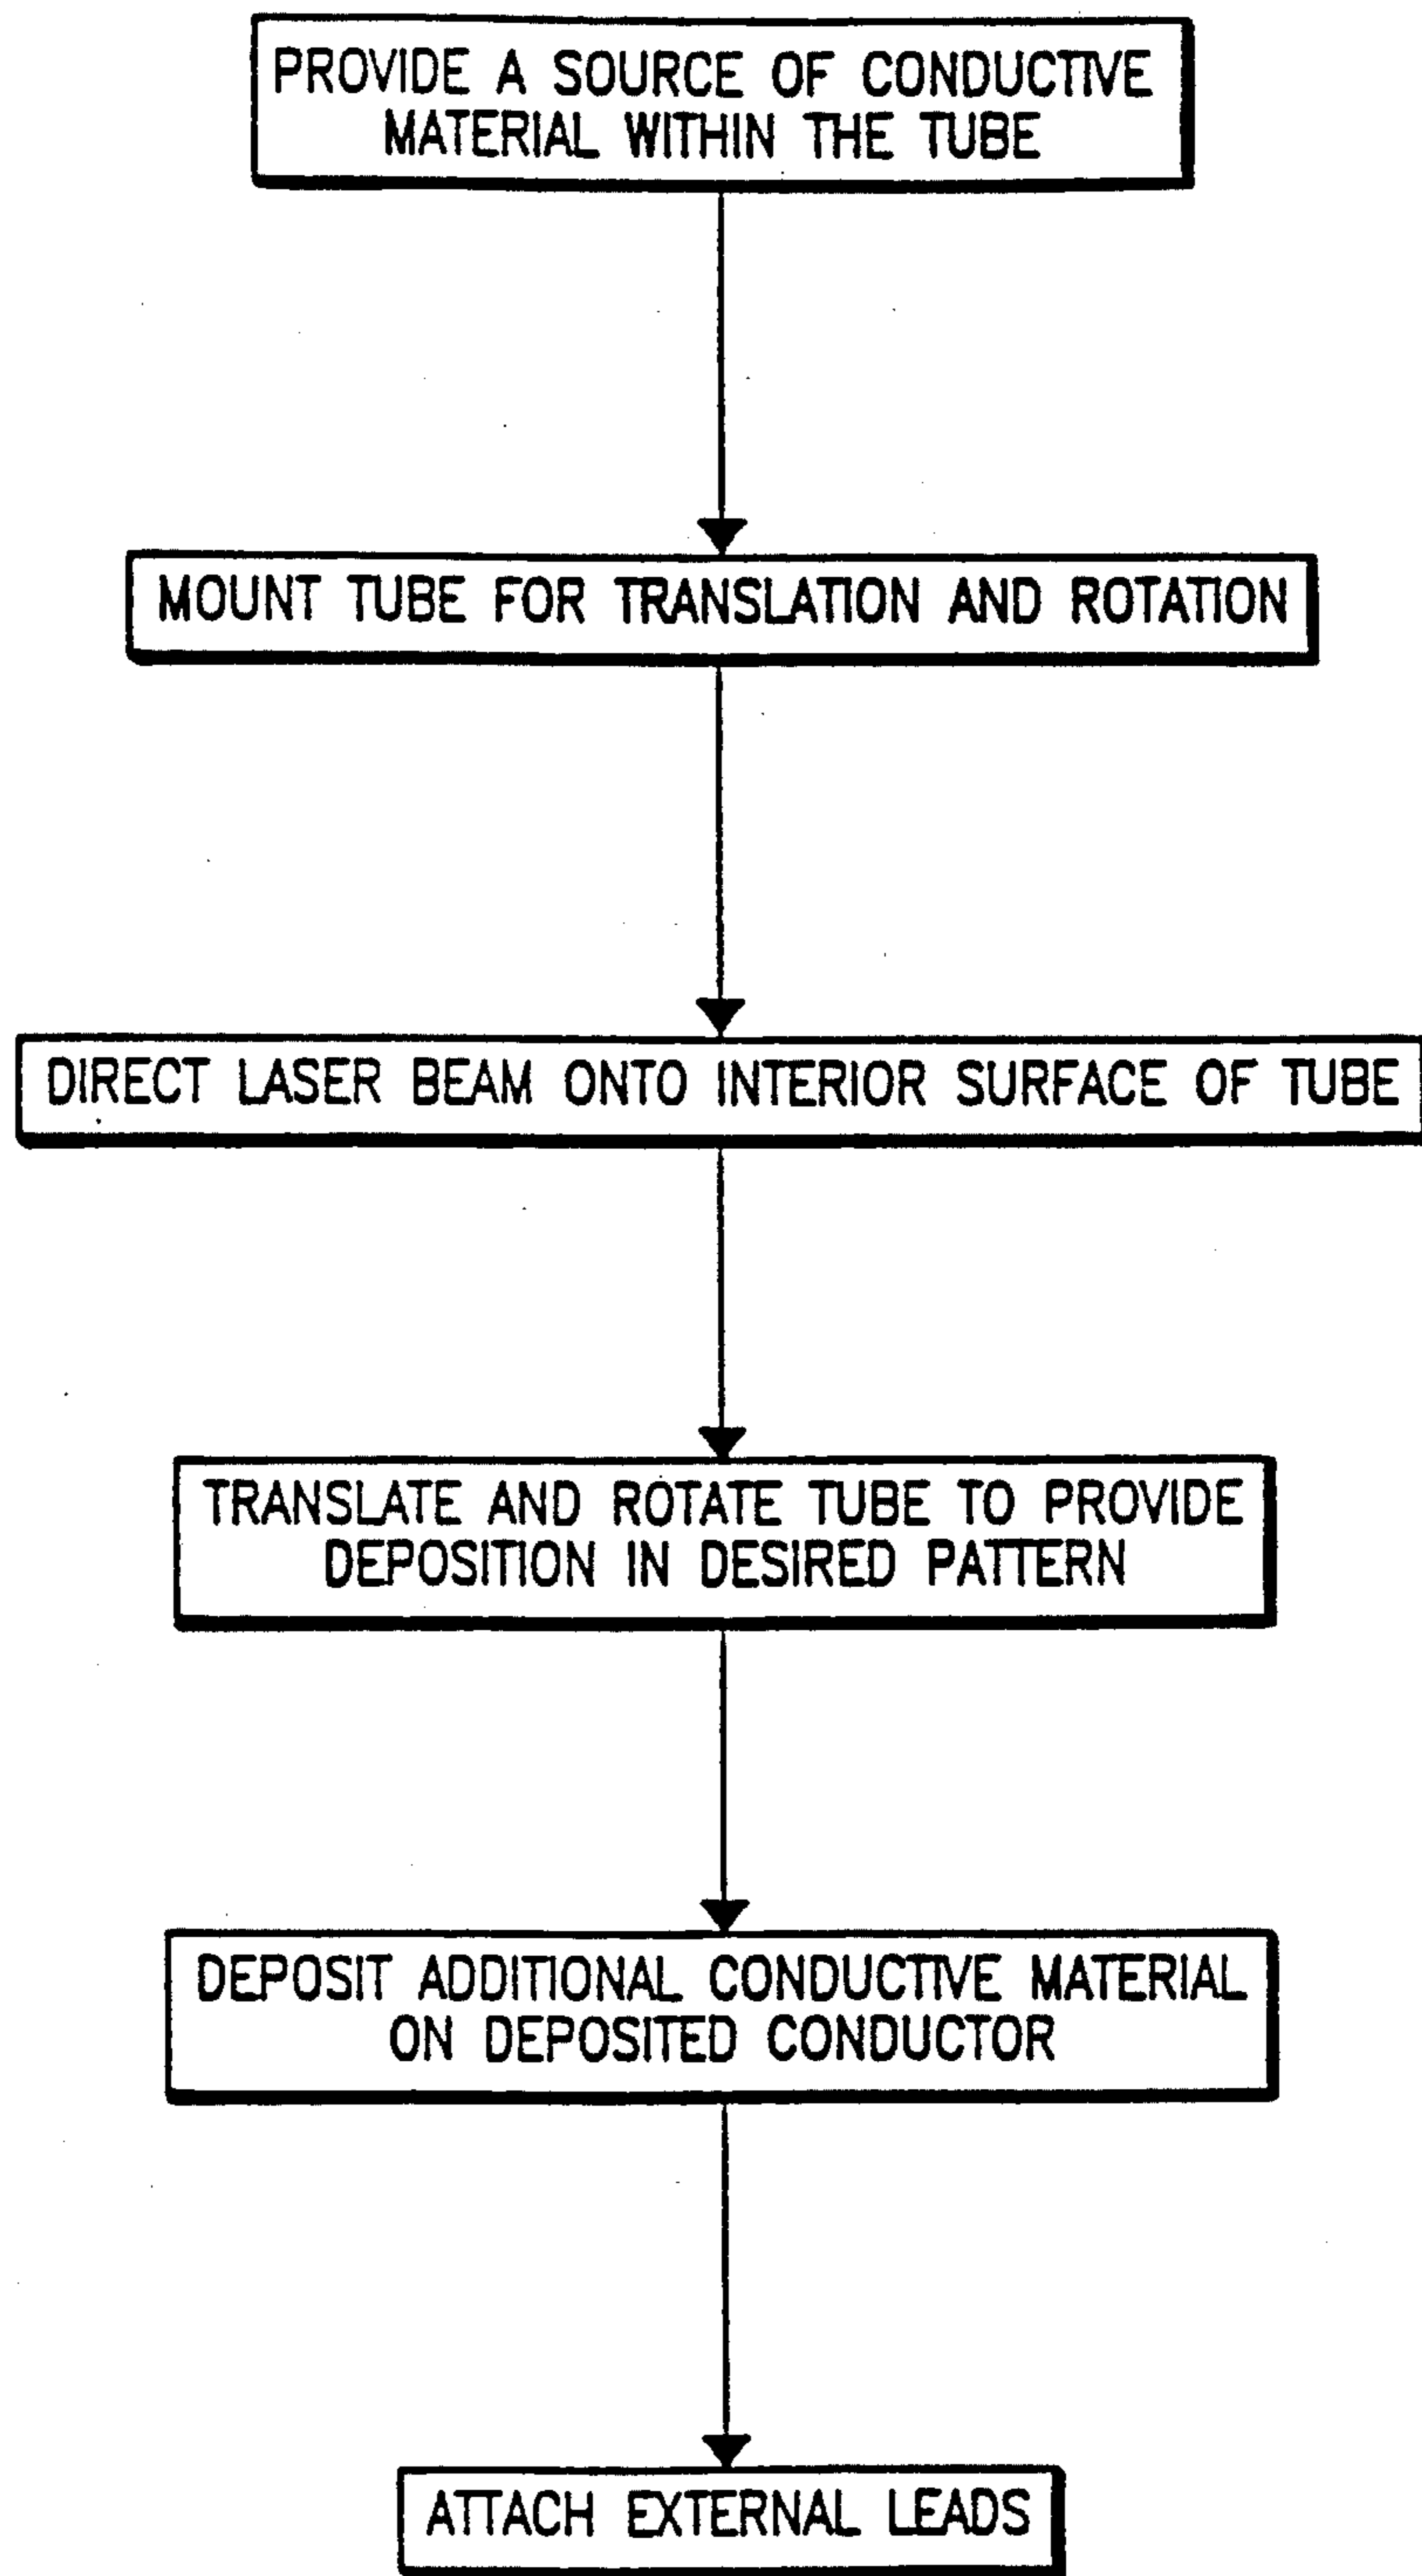 PROVIDE A SOURCE OF CONDUCTIVE
MATERIAL WITHIN THE TUBE
MOUNT TUBE FOR TRANSLATION AND ROTATION
DIRECT LASER BEAM ONTO INTERIOR SURFACE OF TUBE
TRANSLATE AND ROTATE TUBE TO PROVIDE
DEPOSITION IN DESIRED PATTERN
DEPOSIT ADDITIONAL CONDUCTIVE MATERIAL
ON DEPOSITED CONDUCTOR
ATTACH EXTERNAL LEADS